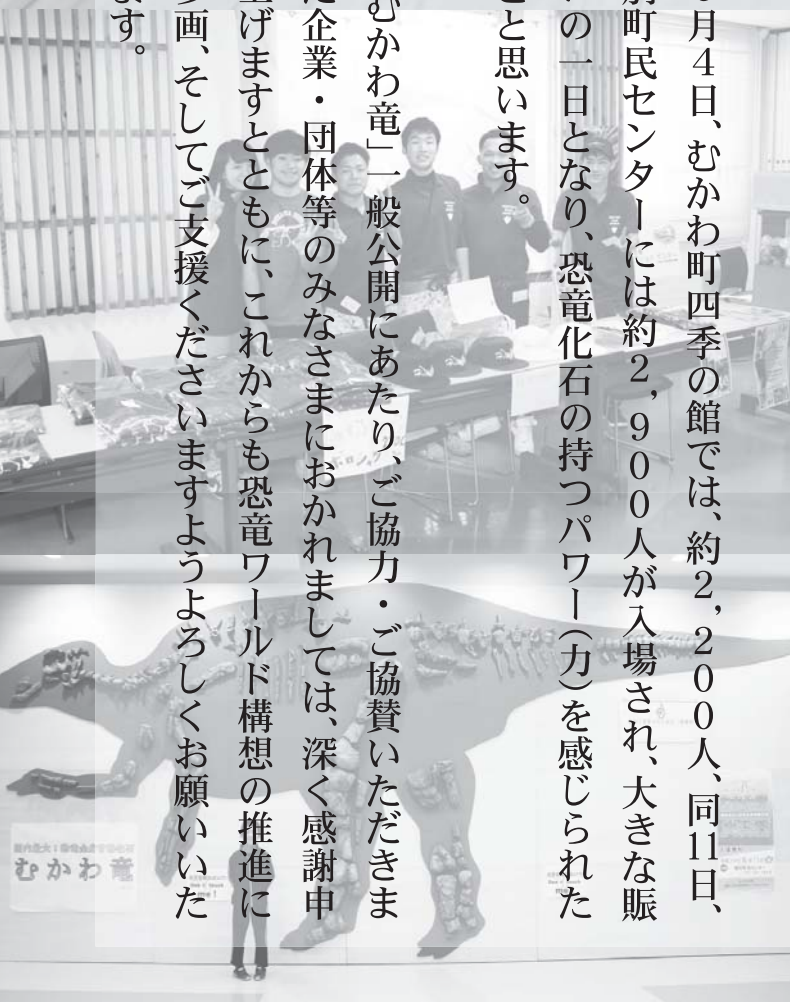 月4日、むかわ町四季の館では、約2,200人、同11日、
別町民センターには約2,900人が入場され、大きな賑
の一日となり、恐竜化石の持つパワー(力)を感じられた
と思います。
むかわ竜」一般公開にあたり、ご協力・ご協賛いただきま
た企業・団体等のみなさまにおかれましては、深く感謝申
上げますとともに、これからも恐竜ワールド構想の推進に
画、そしてご支援くださいますようよろしくお願いいた
す。
むかわ竜